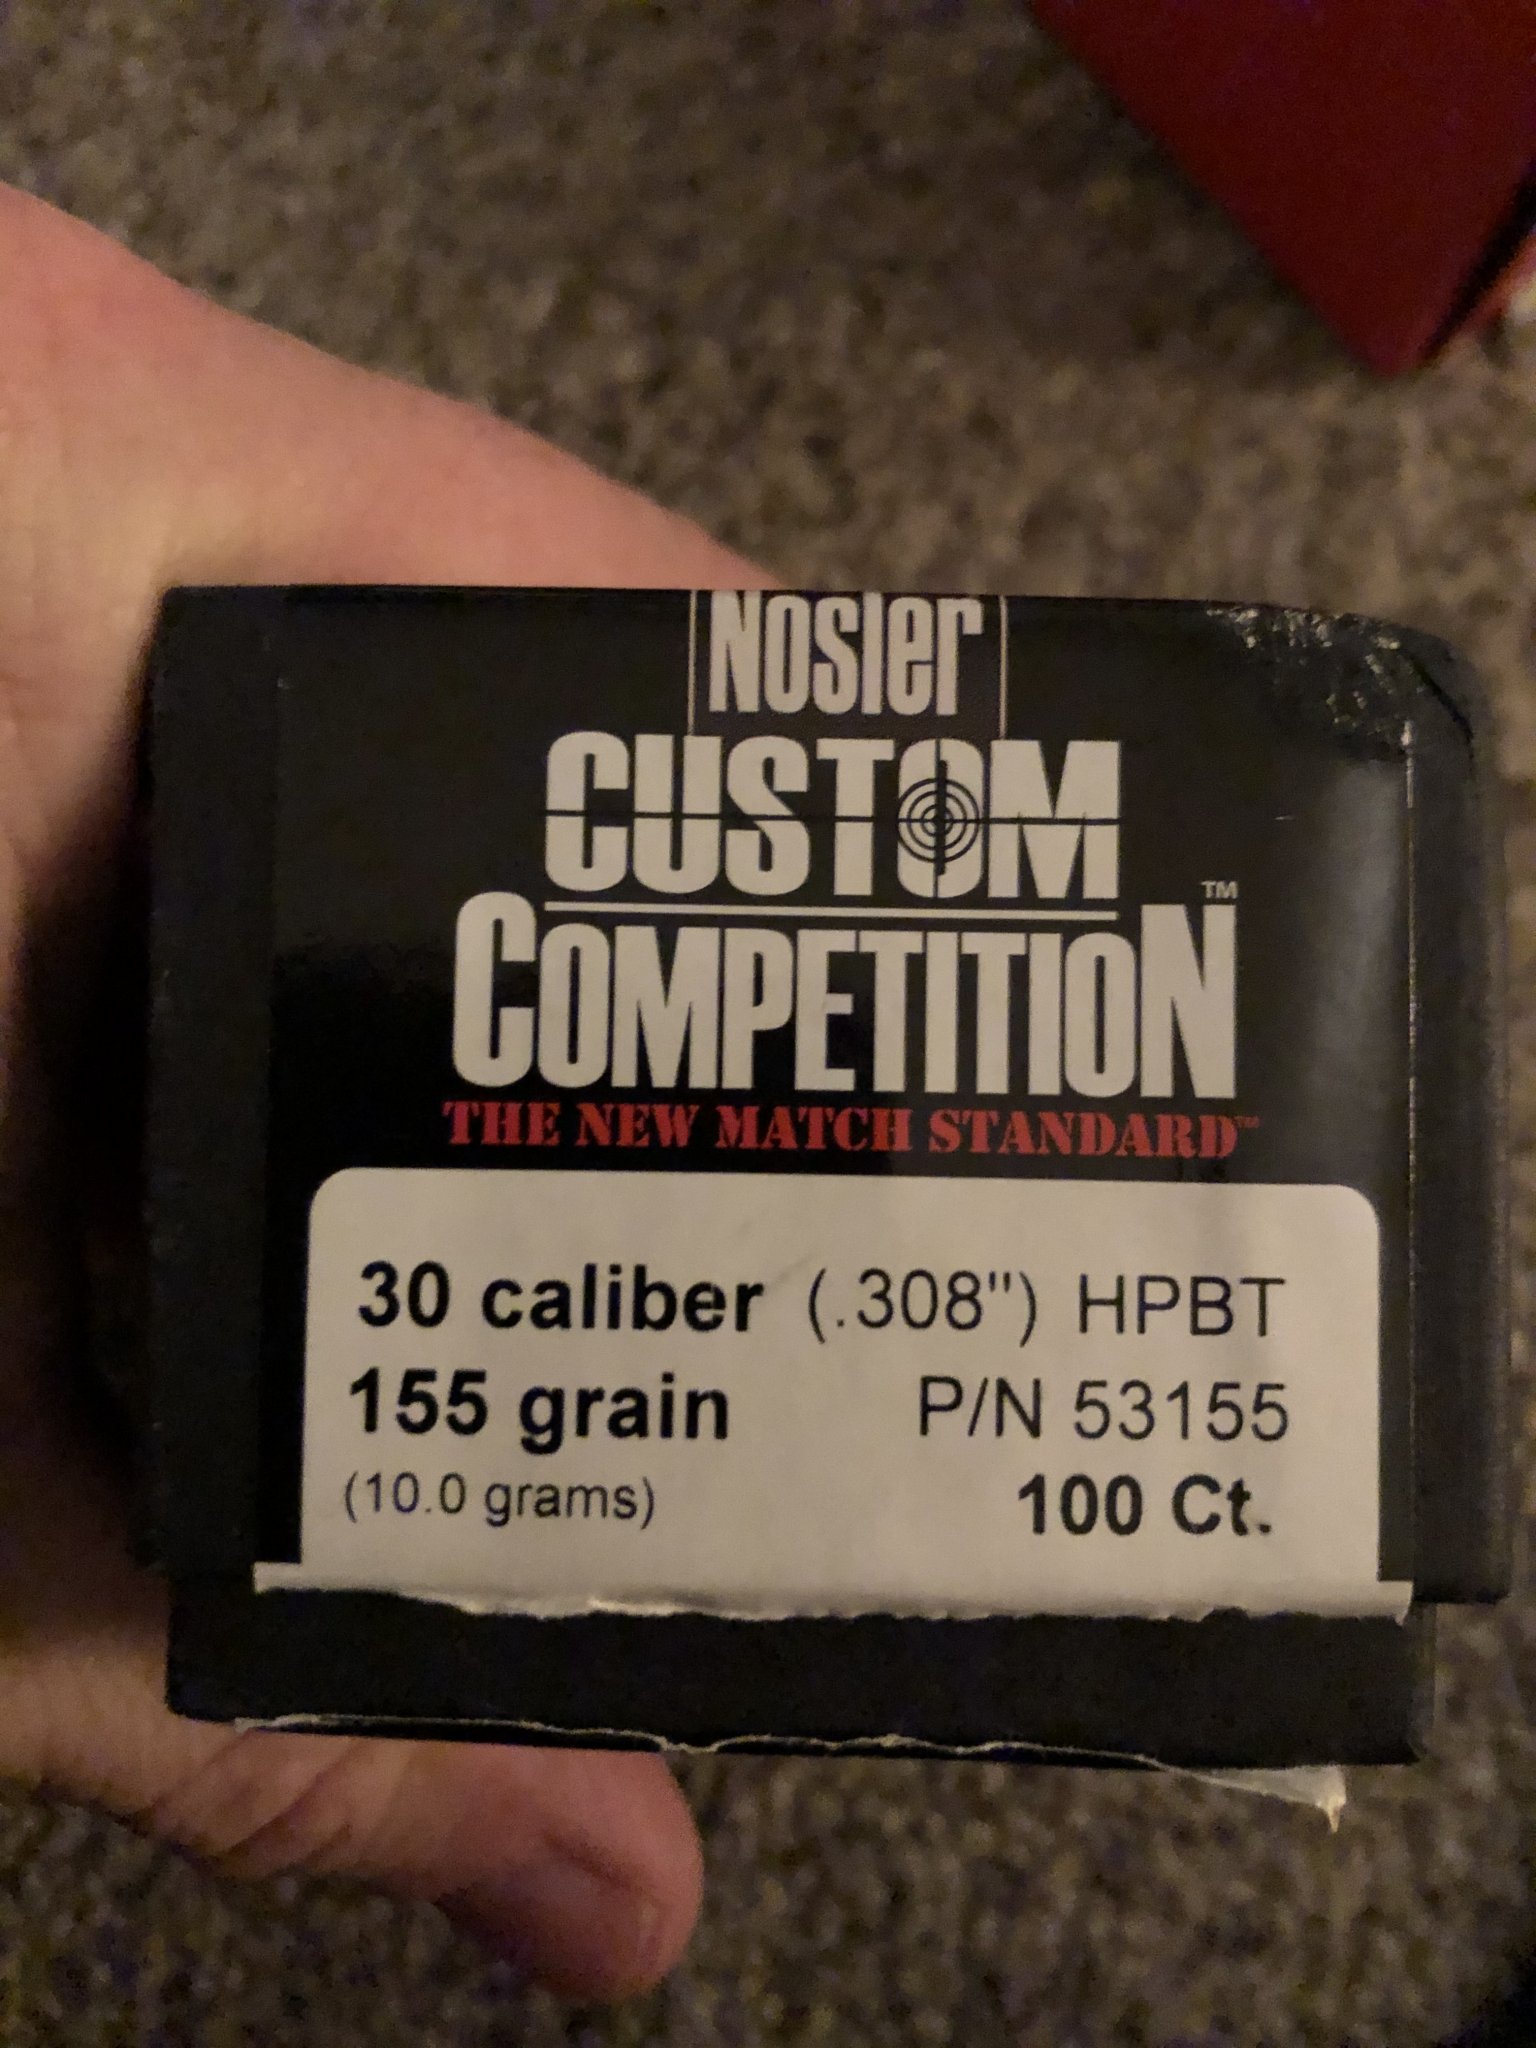 Nosler
CUSTOM
COMPETITION™
THE NEW MATCH STANDARD™
30 caliber (.308") HPBT
155 grain P/N 53155
(10.0 grams) 100 Ct.